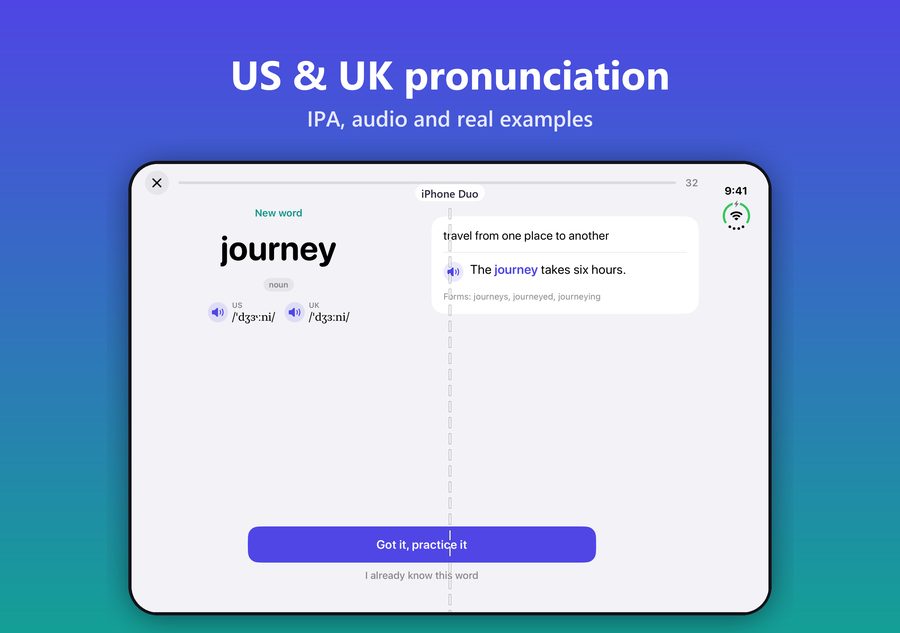 US & UK pronunciation
IPA, audio and real examples
32
iPhone Duo
9:41
New word
journey
noun
US
/ˈdʒɝːni/
UK
/ˈdʒɜːni/
travel from one place to another
The journey takes six hours.
Forms: journeys, journeyed, journeying
Got it, practice it
I already know this word